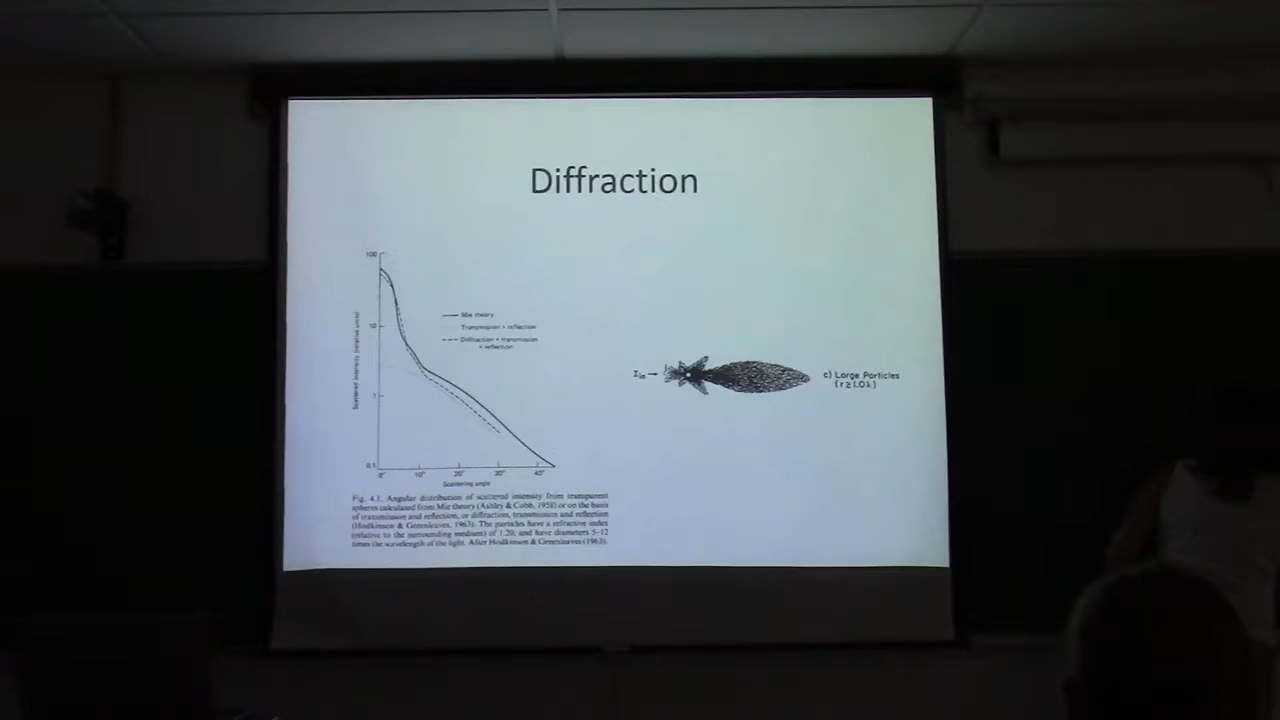 Diffraction
100
10
1
0.1
0° 10° 20° 30° 40°
Scattered intensity (relative units)
Scattering angle
Mie theory
Transmission + reflection
Diffraction + transmission
+ reflection
Fig. 4.1. Angular distribution of scattered intensity from transparent
spheres calculated from Mie theory (Ashley & Cobb, 1958) or on the basis
of transmission and reflection, or diffraction, transmission and reflection
(Hodkinson & Greenleaves, 1963). The particles have a refractive index
(relative to the surrounding medium) of 1.20, and have diameters 5–12
times the wavelength of the light. After Hodkinson & Greenleaves (1963).
Iin →
c) Large Particles
(r ≥ 1.0λ)